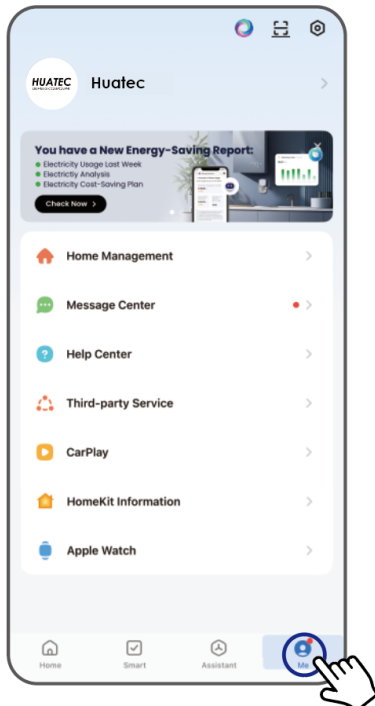 HUATEC
Huatec
You have a New Energy-Saving Report:
Electricity Usage Last Week
Electricity Analysis
Electricity Cost-Saving Plan
Check Now >
Home Management
Message Center
Help Center
Third-party Service
CarPlay
HomeKit Information
Apple Watch
Home
Smart
Assistant
Me